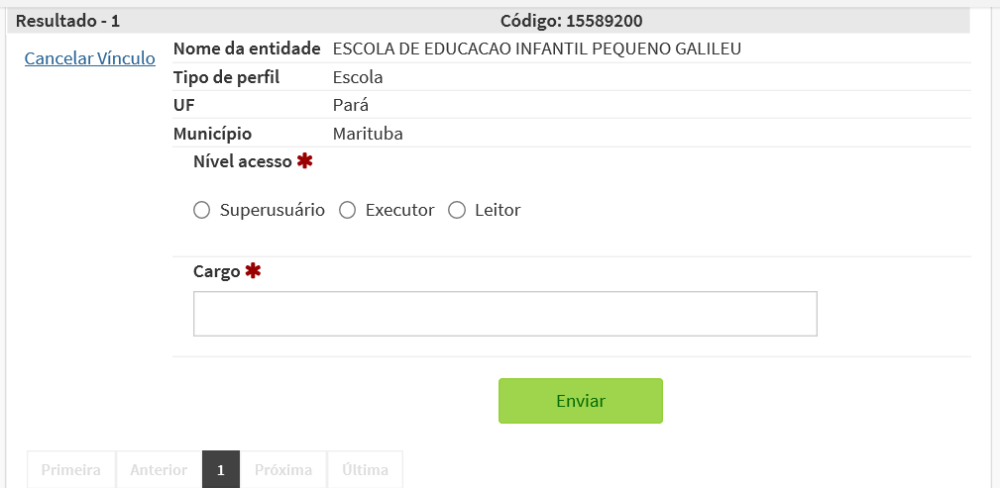 Resultado - 1 Código: 15589200
Cancelar Vínculo
Nome da entidade ESCOLA DE EDUCACAO INFANTIL PEQUENO GALILEU
Tipo de perfil Escola
UF Pará
Município Marituba
Nível acesso ✱
Superusuário Executor Leitor
Cargo ✱
Enviar
Primeira Anterior 1 Próxima Última